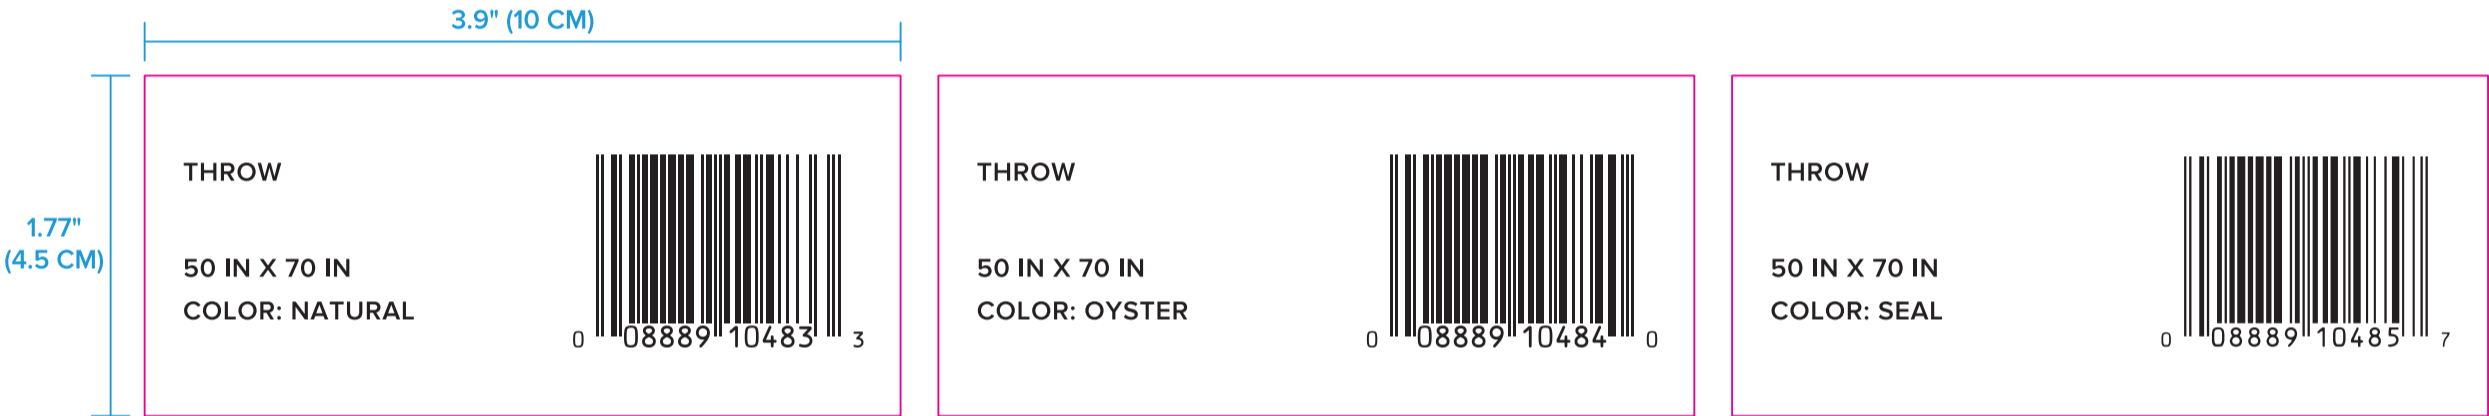 3.9" (10 CM)
1.77"
(4.5 CM)
THROW
50 IN X 70 IN
COLOR: NATURAL
0 08889 10483 3
THROW
50 IN X 70 IN
COLOR: OYSTER
0 08889 10484 0
THROW
50 IN X 70 IN
COLOR: SEAL
0 08889 10485 7